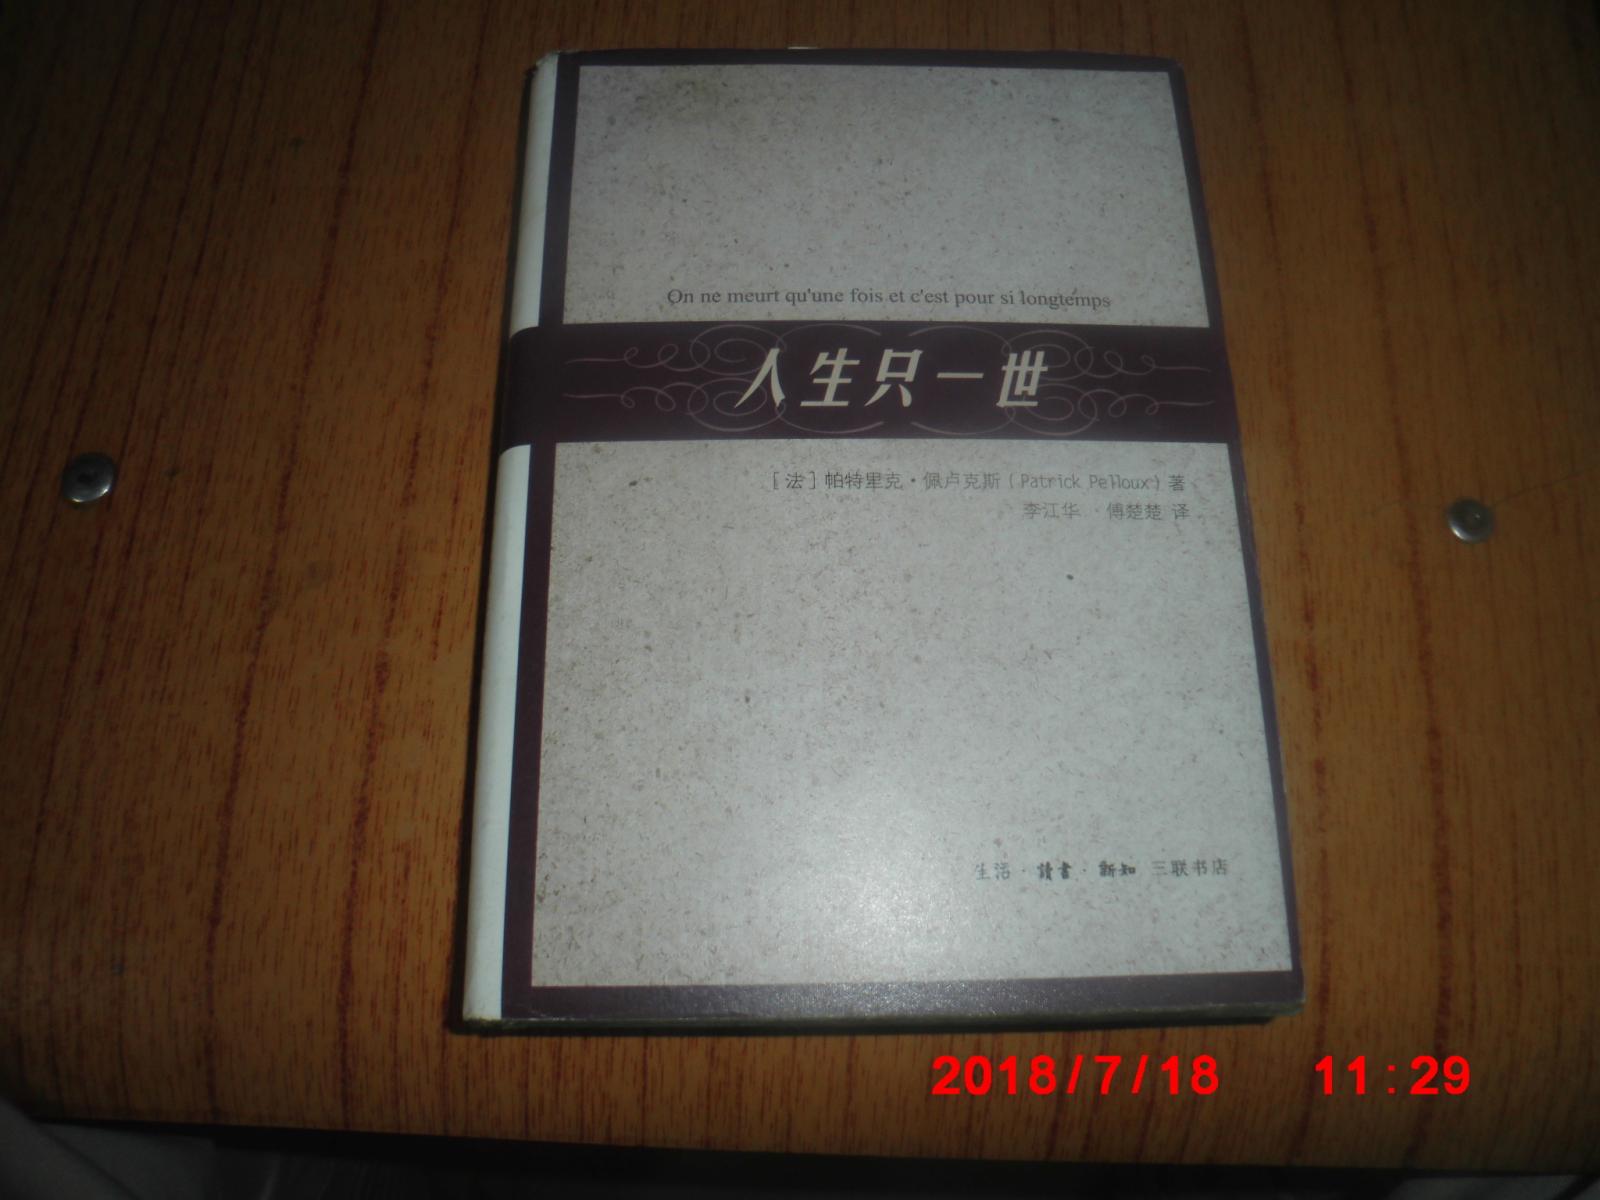 On ne meurt qu'une fois et c'est pour si longtemps
人生只一世
［法］帕特里克·佩卢克斯（Patrick Pelloux）著
李江华 · 傅楚楚 译
生活·讀書·新知 三联书店
2018/7/18 11:29